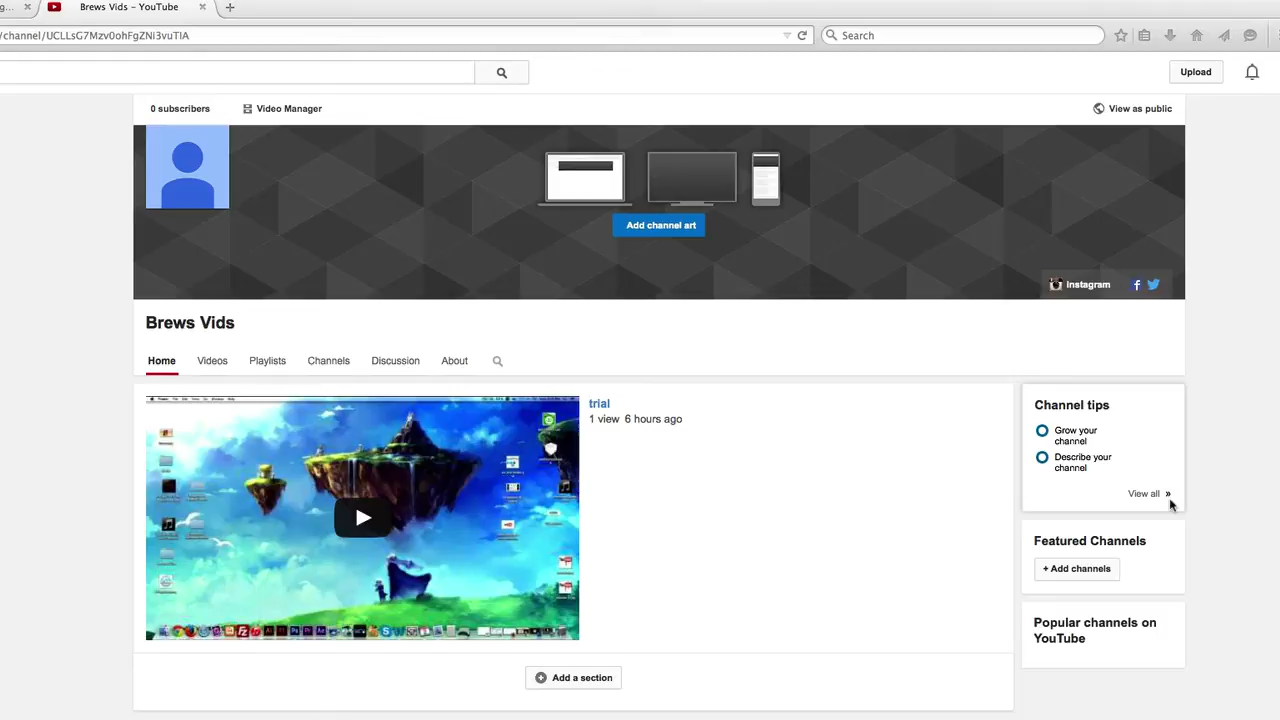 g...
Brews Vids - YouTube
/channel/UCLLsG7Mzv0ohFgZNi3vuTIA
Search
Upload
0 subscribers
Video Manager
View as public
Add channel art
Instagram
Brews Vids
Home
Videos
Playlists
Channels
Discussion
About
trial
1 view 6 hours ago
Channel tips
Grow your
channel
Describe your
channel
View all »
Featured Channels
+ Add channels
Popular channels on
YouTube
Add a section